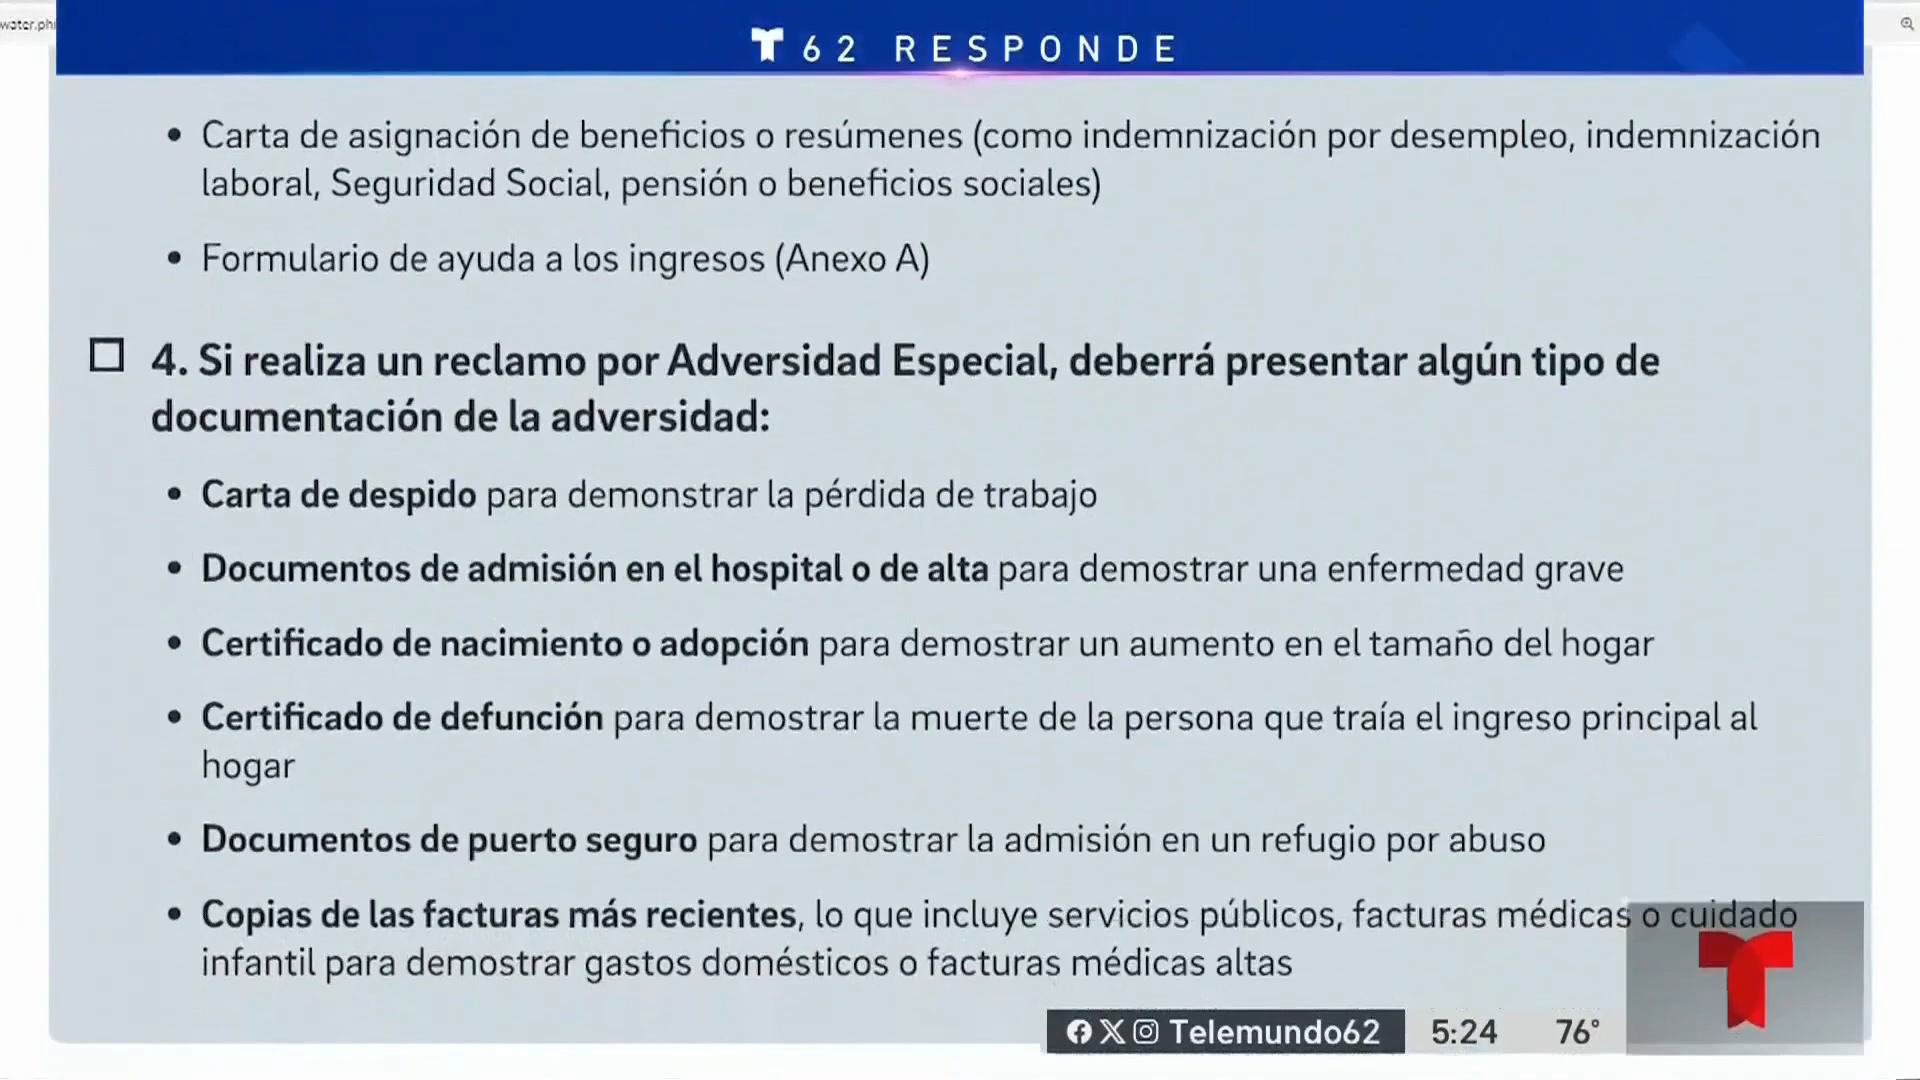 water.ph
T 62 RESPONDE
• Carta de asignación de beneficios o resúmenes (como indemnización por desempleo, indemnización
laboral, Seguridad Social, pensión o beneficios sociales)
• Formulario de ayuda a los ingresos (Anexo A)
☐ 4. Si realiza un reclamo por Adversidad Especial, deberrá presentar algún tipo de
documentación de la adversidad:
• Carta de despido para demonstrar la pérdida de trabajo
• Documentos de admisión en el hospital o de alta para demostrar una enfermedad grave
• Certificado de nacimiento o adopción para demostrar un aumento en el tamaño del hogar
• Certificado de defunción para demostrar la muerte de la persona que traía el ingreso principal al
hogar
• Documentos de puerto seguro para demostrar la admisión en un refugio por abuso
• Copias de las facturas más recientes, lo que incluye servicios públicos, facturas médicas o cuidado
infantil para demostrar gastos domésticos o facturas médicas altas
Telemundo62 5:24 76°